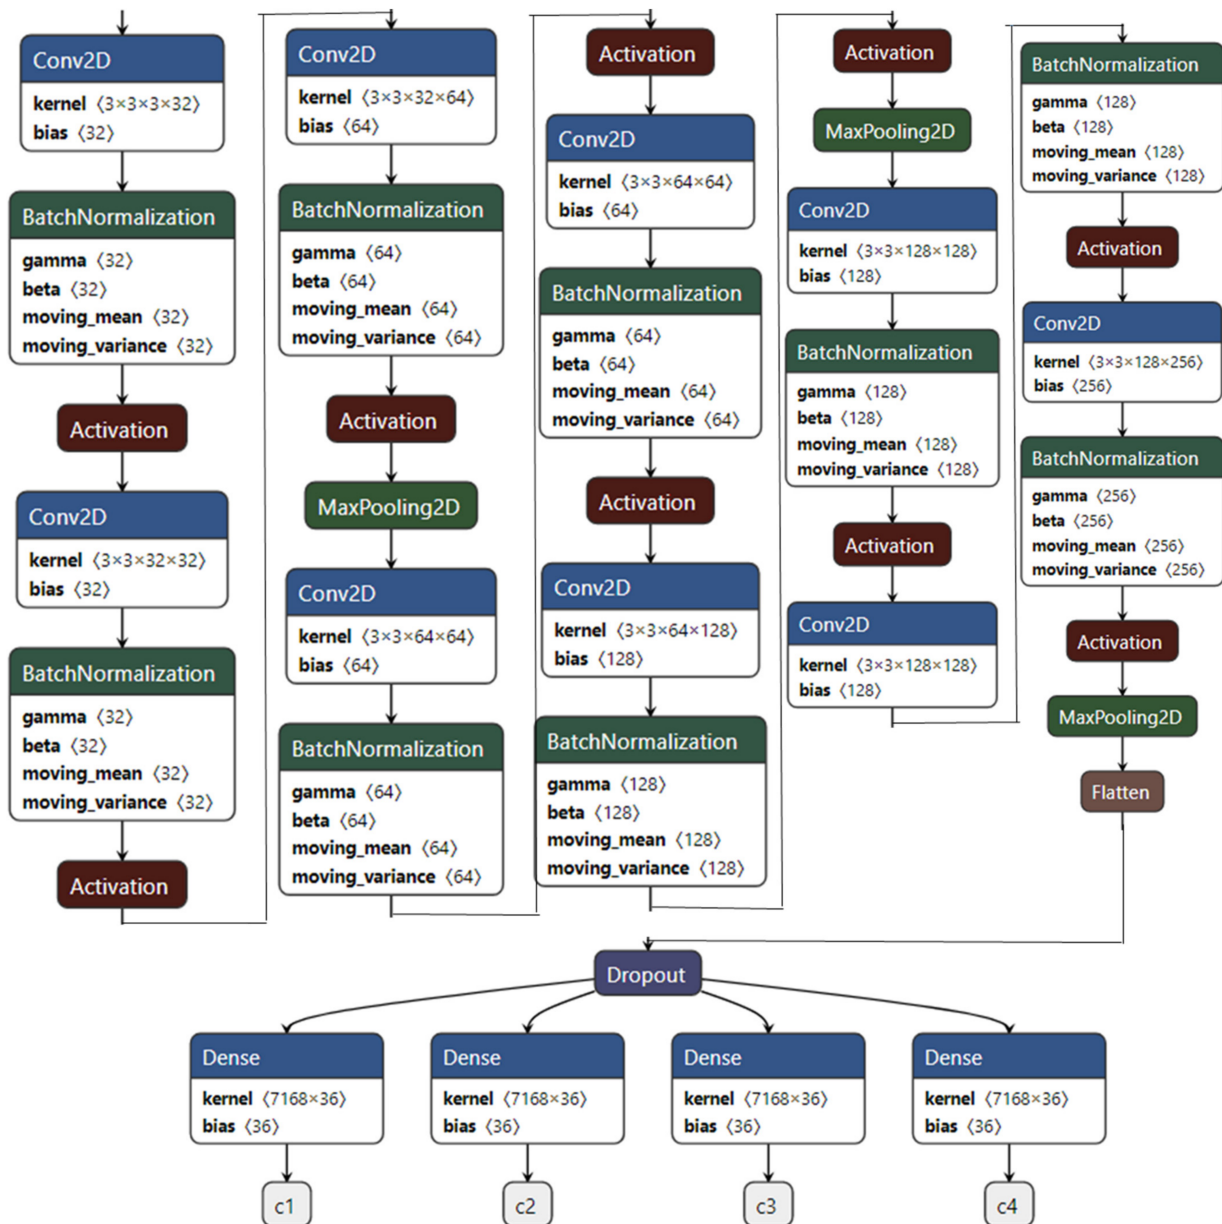 Conv2D
kernel ⟨3×3×3×32⟩
bias ⟨32⟩
BatchNormalization
gamma ⟨32⟩
beta ⟨32⟩
moving_mean ⟨32⟩
moving_variance ⟨32⟩
Activation
Conv2D
kernel ⟨3×3×32×32⟩
bias ⟨32⟩
BatchNormalization
gamma ⟨32⟩
beta ⟨32⟩
moving_mean ⟨32⟩
moving_variance ⟨32⟩
Activation
Conv2D
kernel ⟨3×3×32×64⟩
bias ⟨64⟩
BatchNormalization
gamma ⟨64⟩
beta ⟨64⟩
moving_mean ⟨64⟩
moving_variance ⟨64⟩
Activation
MaxPooling2D
Conv2D
kernel ⟨3×3×64×64⟩
bias ⟨64⟩
BatchNormalization
gamma ⟨64⟩
beta ⟨64⟩
moving_mean ⟨64⟩
moving_variance ⟨64⟩
Activation
Conv2D
kernel ⟨3×3×64×64⟩
bias ⟨64⟩
BatchNormalization
gamma ⟨64⟩
beta ⟨64⟩
moving_mean ⟨64⟩
moving_variance ⟨64⟩
Activation
Conv2D
kernel ⟨3×3×64×128⟩
bias ⟨128⟩
BatchNormalization
gamma ⟨128⟩
beta ⟨128⟩
moving_mean ⟨128⟩
moving_variance ⟨128⟩
Activation
MaxPooling2D
Conv2D
kernel ⟨3×3×128×128⟩
bias ⟨128⟩
BatchNormalization
gamma ⟨128⟩
beta ⟨128⟩
moving_mean ⟨128⟩
moving_variance ⟨128⟩
Activation
Conv2D
kernel ⟨3×3×128×128⟩
bias ⟨128⟩
BatchNormalization
gamma ⟨128⟩
beta ⟨128⟩
moving_mean ⟨128⟩
moving_variance ⟨128⟩
Activation
Conv2D
kernel ⟨3×3×128×256⟩
bias ⟨256⟩
BatchNormalization
gamma ⟨256⟩
beta ⟨256⟩
moving_mean ⟨256⟩
moving_variance ⟨256⟩
Activation
MaxPooling2D
Flatten
Dropout
Dense
kernel ⟨7168×36⟩
bias ⟨36⟩
c1
Dense
kernel ⟨7168×36⟩
bias ⟨36⟩
c2
Dense
kernel ⟨7168×36⟩
bias ⟨36⟩
c3
Dense
kernel ⟨7168×36⟩
bias ⟨36⟩
c4